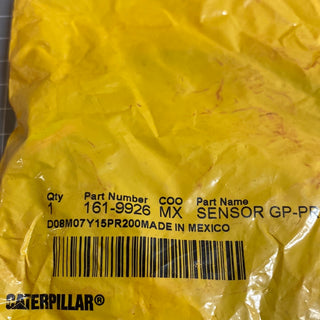 Qty Part Number COO Part Name
1 161-9926 MX SENSOR GP-PR
D08M07Y15PR200MADE IN MEXICO
CATERPILLAR®